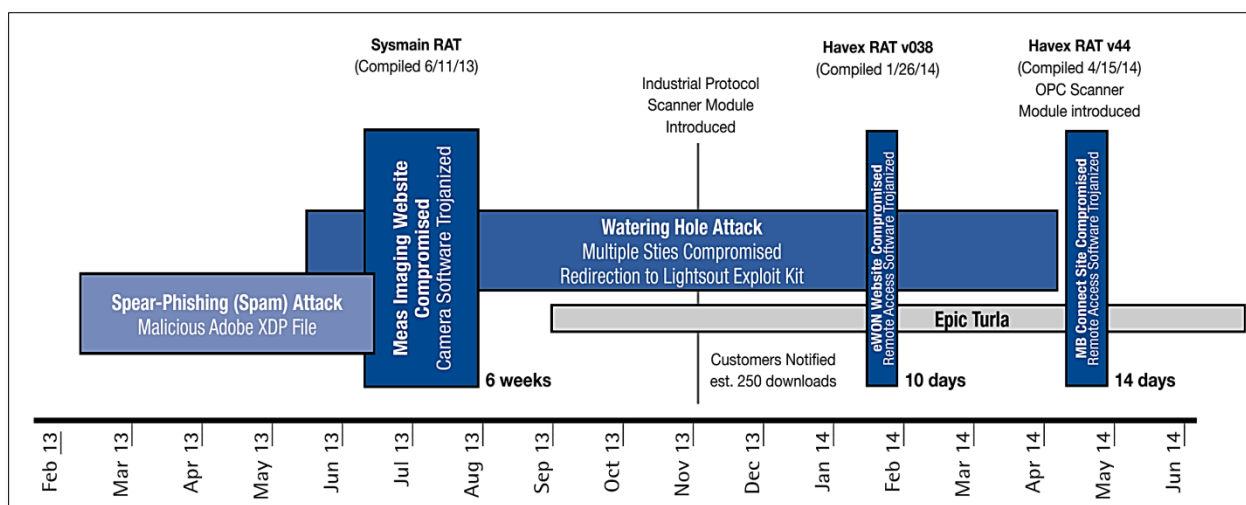 Sysmain RAT
(Compiled 6/11/13)
Industrial Protocol
Scanner Module
Introduced
Havex RAT v038
(Compiled 1/26/14)
Havex RAT v44
(Compiled 4/15/14)
OPC Scanner
Module introduced
Meas Imaging Website
Compromised
Camera Software Trojanized
Watering Hole Attack
Multiple Sties Compromised
Redirection to Lightsout Exploit Kit
eWON Website Compromised
Remote Access Software Trojanized
MB Connect Site Compromised
Remote Access Software Trojanized
Spear-Phishing (Spam) Attack
Malicious Adobe XDP File
Epic Turla
Customers Notified
est. 250 downloads
6 weeks
10 days
14 days
Feb 13
Mar 13
Apr 13
May 13
Jun 13
Jul 13
Aug 13
Sep 13
Oct 13
Nov 13
Dec 13
Jan 14
Feb 14
Mar 14
Apr 14
May 14
Jun 14